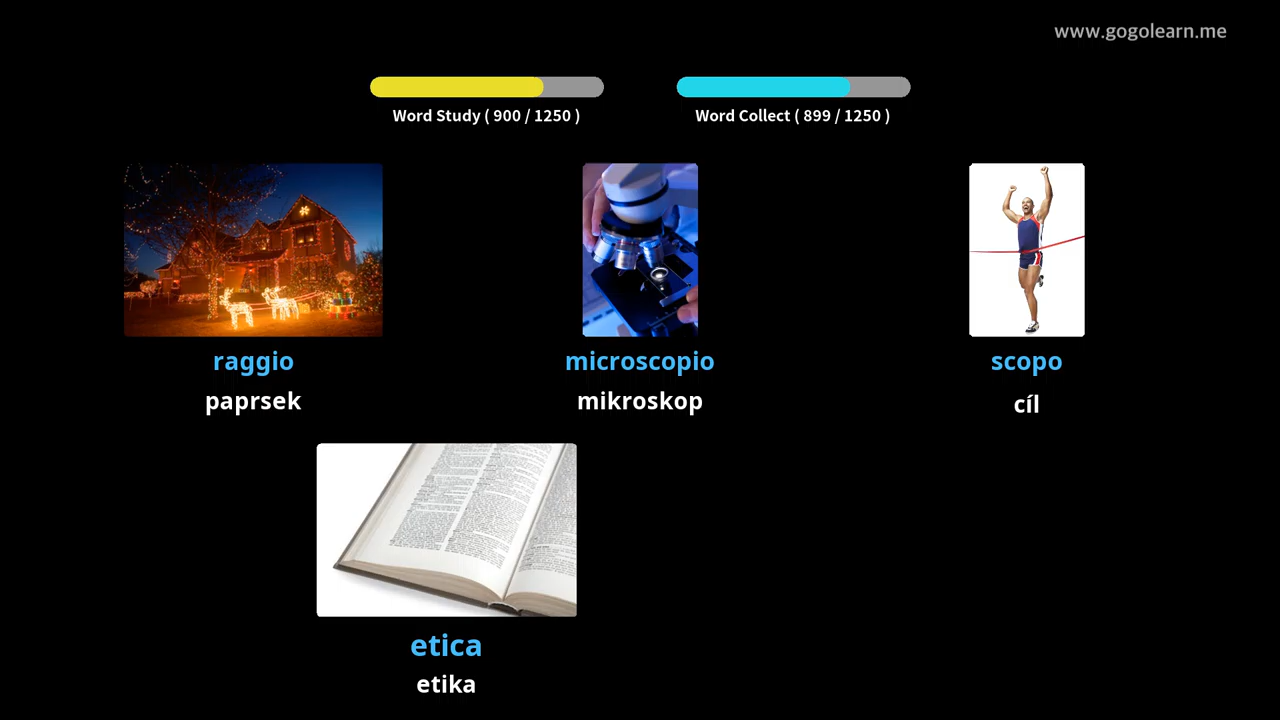 www.gogolearn.me
Word Study ( 900 / 1250 )
Word Collect ( 899 / 1250 )
raggio
paprsek
microscopio
mikroskop
scopo
cíl
etica
etika